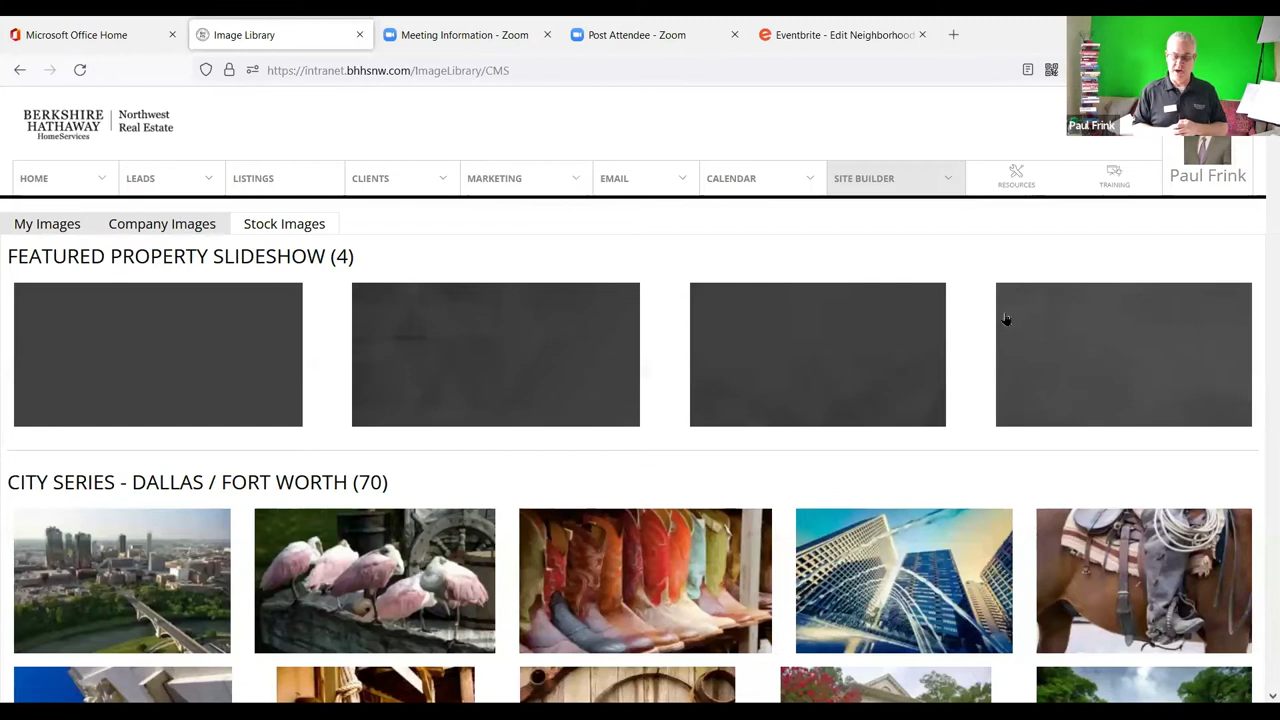 Microsoft Office Home
Image Library
Meeting Information - Zoom
Post Attendee - Zoom
Eventbrite - Edit Neighborhood
https://intranet.bhhsnw.com/ImageLibrary/CMS
BERKSHIRE HATHAWAY HomeServices
Northwest Real Estate
Paul Frink
HOME
LEADS
LISTINGS
CLIENTS
MARKETING
EMAIL
CALENDAR
SITE BUILDER
RESOURCES
TRAINING
Paul Frink
My Images
Company Images
Stock Images
FEATURED PROPERTY SLIDESHOW (4)
CITY SERIES - DALLAS / FORT WORTH (70)